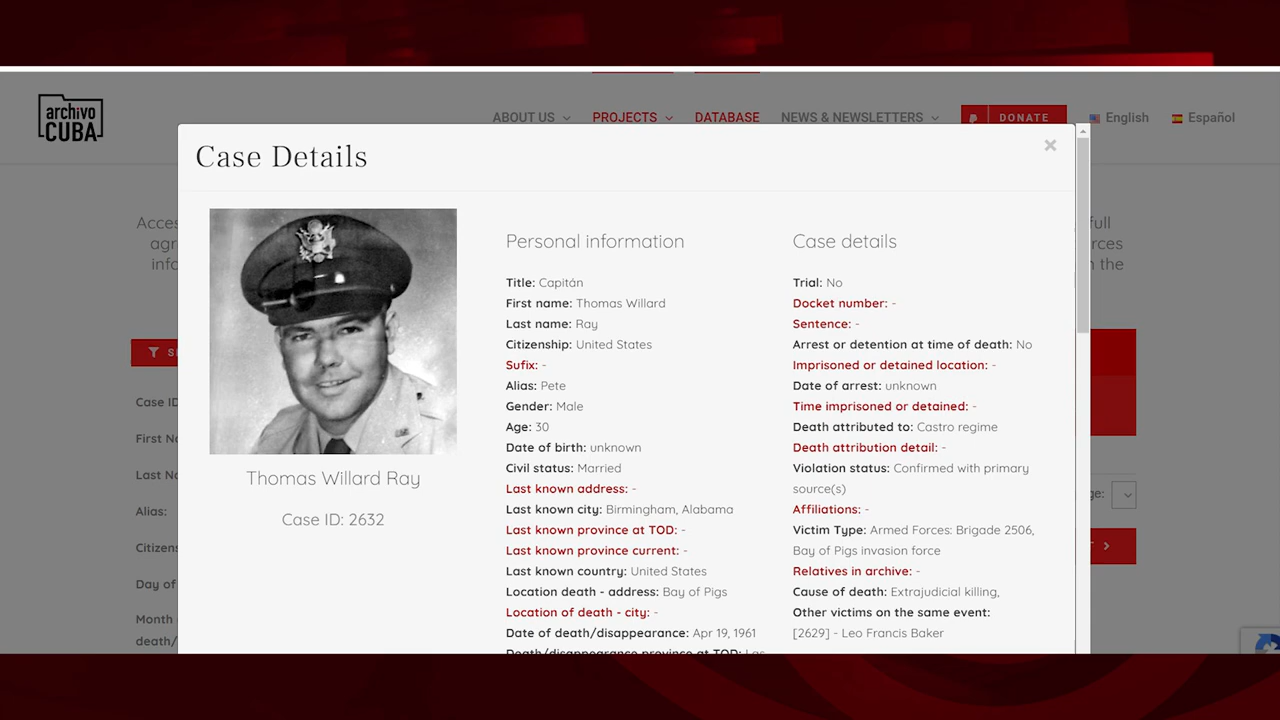 archivo
CUBA
ABOUT US
PROJECTS
DATABASE
NEWS & NEWSLETTERS
DONATE
English
Español
Case Details
Thomas Willard Ray
Case ID: 2632
Personal information
Title: Capitán
First name: Thomas Willard
Last name: Ray
Citizenship: United States
Sufix: -
Alias: Pete
Gender: Male
Age: 30
Date of birth: unknown
Civil status: Married
Last known address: -
Last known city: Birmingham, Alabama
Last known province at TOD: -
Last known province current: -
Last known country: United States
Location death - address: Bay of Pigs
Location of death - city: -
Date of death/disappearance: Apr 19, 1961
Death/disappearance province at TOD: Las
Case details
Trial: No
Docket number: -
Sentence: -
Arrest or detention at time of death: No
Imprisoned or detained location: -
Date of arrest: unknown
Time imprisoned or detained: -
Death attributed to: Castro regime
Death attribution detail: -
Violation status: Confirmed with primary
source(s)
Affiliations: -
Victim Type: Armed Forces: Brigade 2506,
Bay of Pigs invasion force
Relatives in archive: -
Cause of death: Extrajudicial killing,
Other victims on the same event:
[2629] - Leo Francis Baker
Case ID
Alias:
Day of
Month
death/